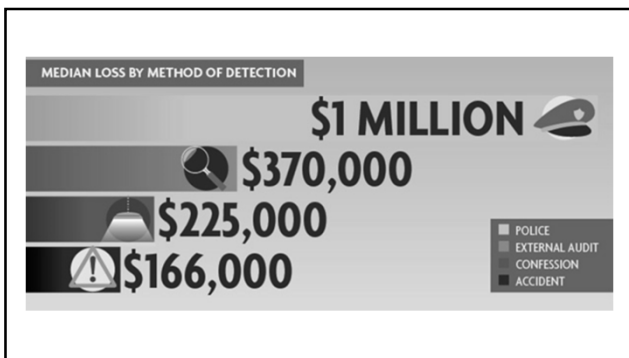 MEDIAN LOSS BY METHOD OF DETECTION
$1 MILLION
$370,000
$225,000
$166,000
POLICE
EXTERNAL AUDIT
CONFESSION
ACCIDENT